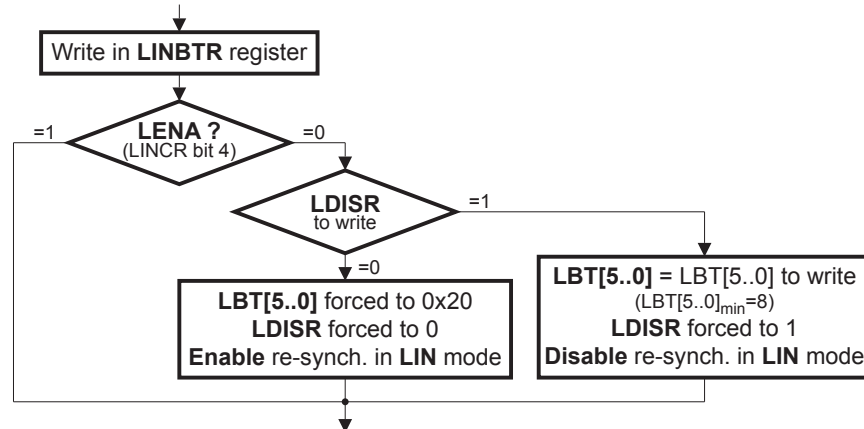 Write in LINBTR register
LENA ?
(LINCR bit 4)
=1
=0
LDISR
to write
=1
=0
LBT[5..0] forced to 0x20
LDISR forced to 0
Enable re-synch. in LIN mode
LBT[5..0] = LBT[5..0] to write
(LBT[5..0]min=8)
LDISR forced to 1
Disable re-synch. in LIN mode